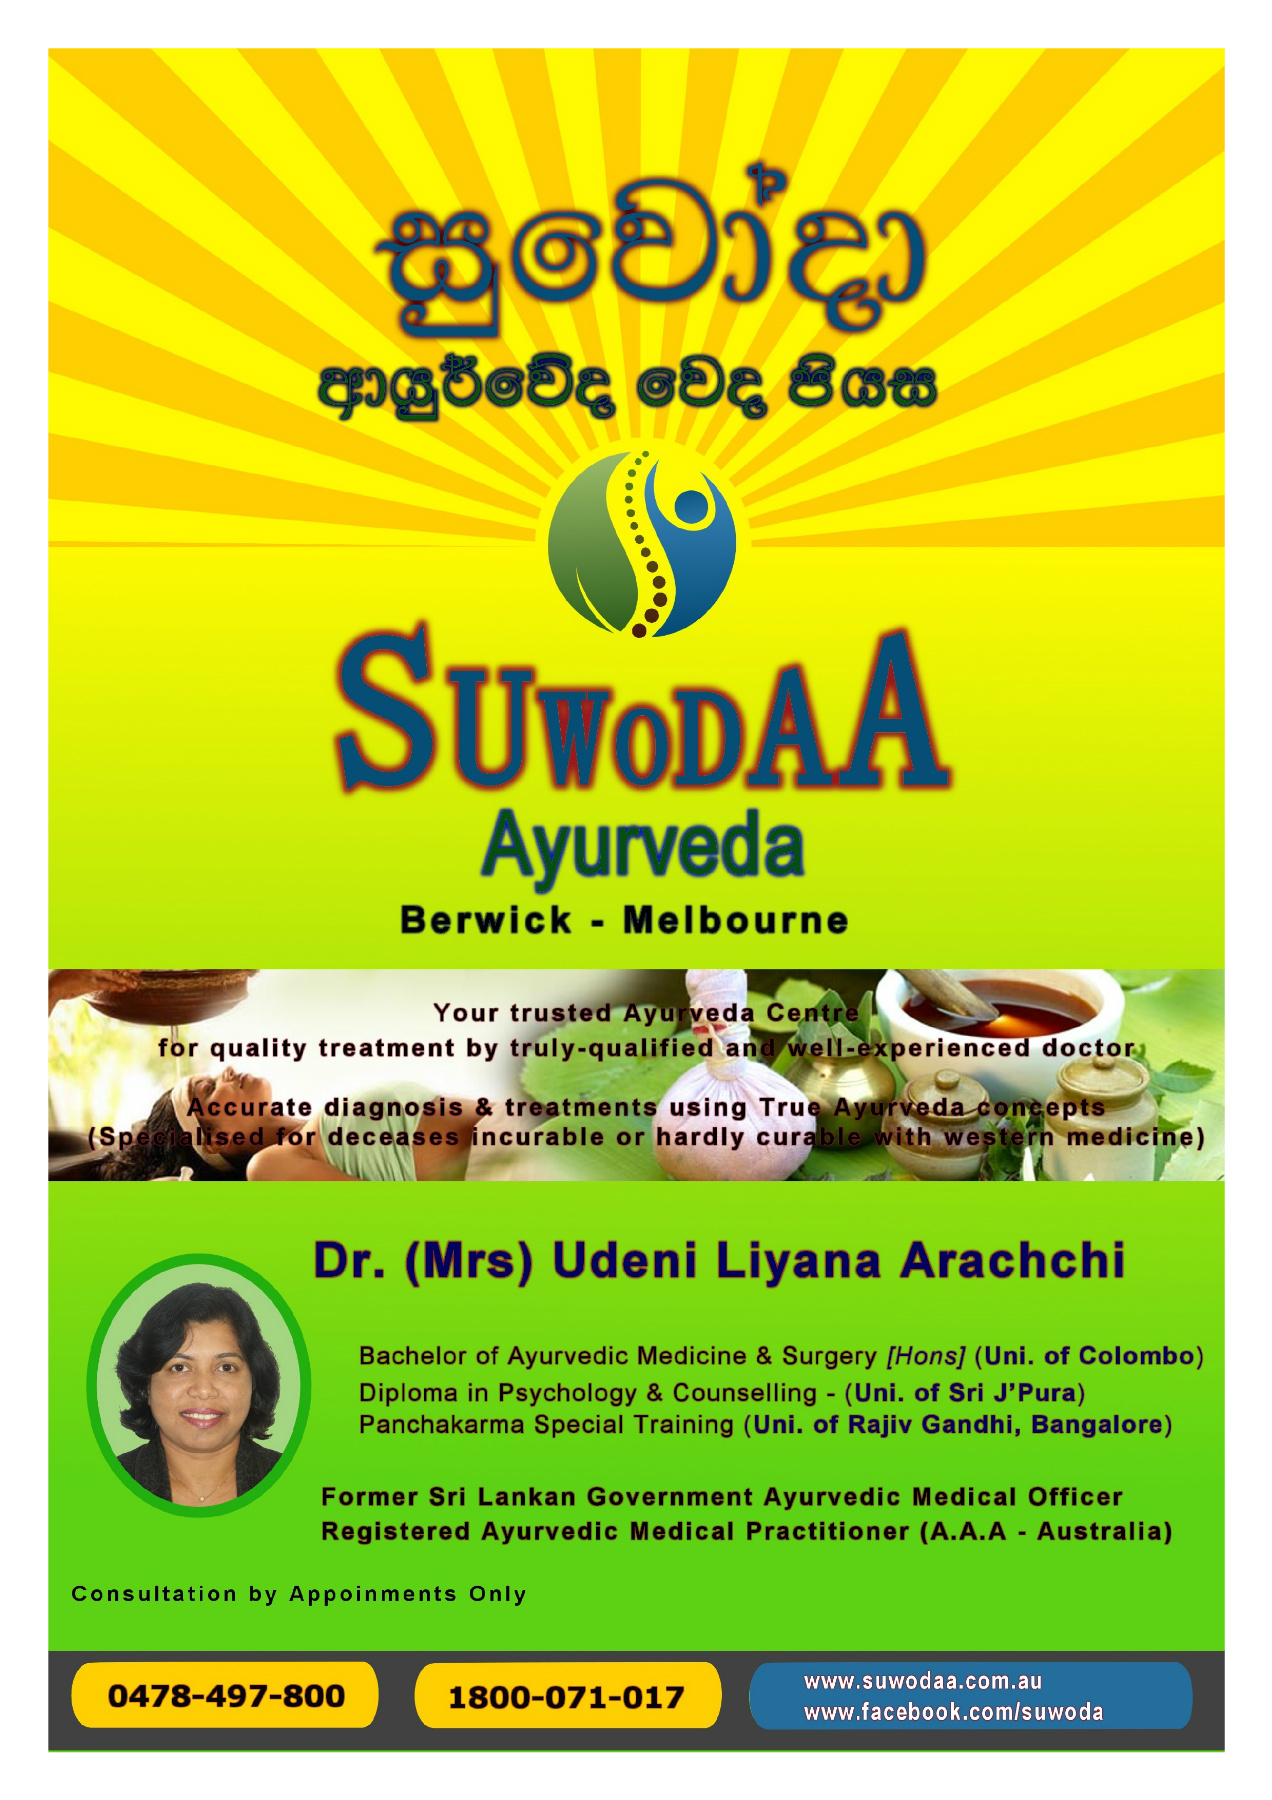 සුවෝදා
ආයුර්වේද වෙද පියස
SUWODAA
Ayurveda
Berwick - Melbourne
Your trusted Ayurveda Centre
for quality treatment by truly-qualified and well-experienced doctor
Accurate diagnosis & treatments using True Ayurveda concepts
(Specialised for deceases incurable or hardly curable with western medicine)
Dr. (Mrs) Udeni Liyana Arachchi
Bachelor of Ayurvedic Medicine & Surgery [Hons] (Uni. of Colombo)
Diploma in Psychology & Counselling - (Uni. of Sri J’Pura)
Panchakarma Special Training (Uni. of Rajiv Gandhi, Bangalore)
Former Sri Lankan Government Ayurvedic Medical Officer
Registered Ayurvedic Medical Practitioner (A.A.A - Australia)
Consultation by Appoinments Only
0478-497-800
1800-071-017
www.suwodaa.com.au
www.facebook.com/suwoda